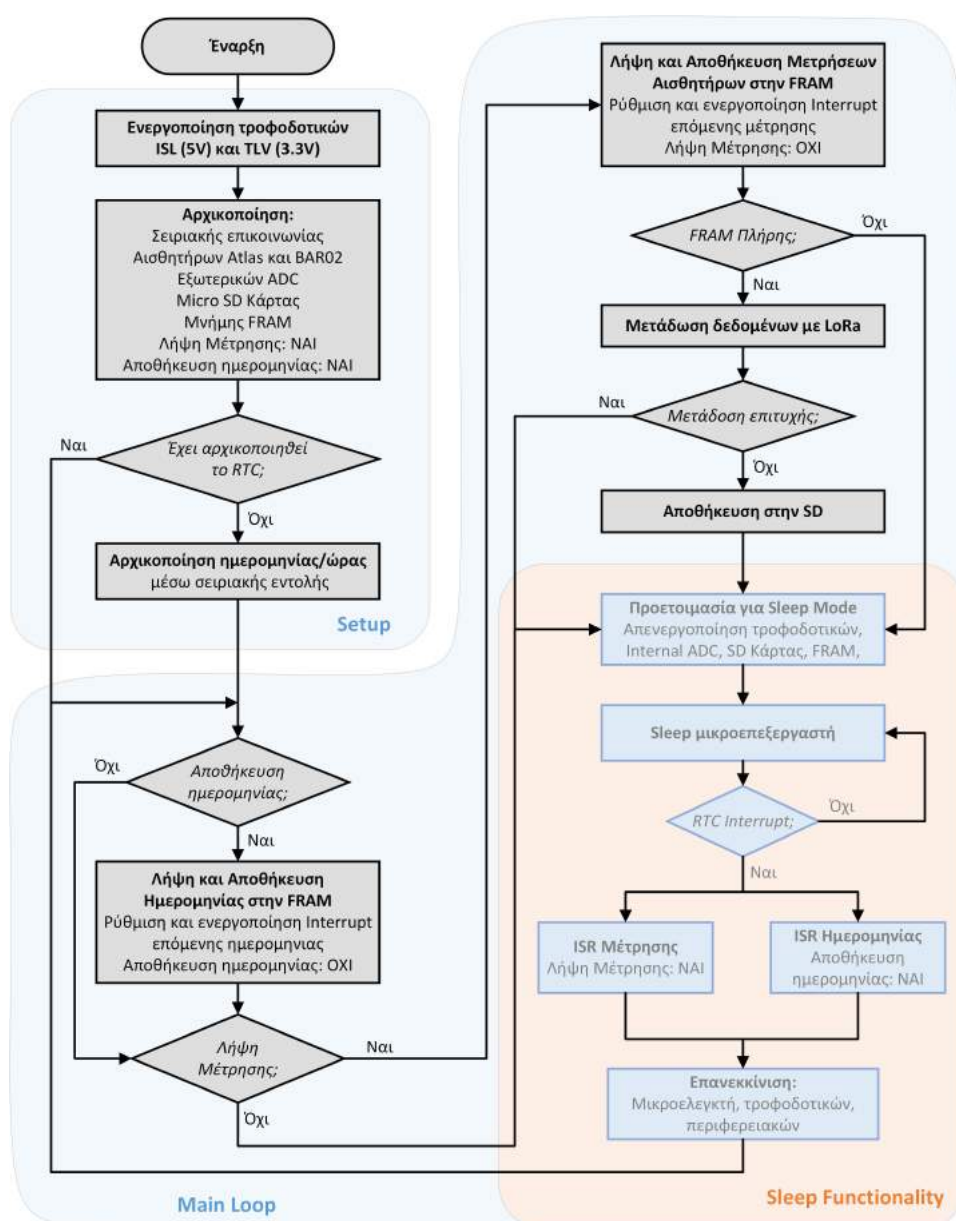 Έναρξη
Ενεργοποίηση τροφοδοτικών
ISL (5V) και TLV (3.3V)
Αρχικοποίηση:
Σειριακής επικοινωνίας
Αισθητήρων Atlas και BAR02
Εξωτερικών ADC
Micro SD Κάρτας
Μνήμης FRAM
Λήψη Μέτρησης: ΝΑΙ
Αποθήκευση ημερομηνίας: ΝΑΙ
Έχει αρχικοποιηθεί
το RTC;
Ναι
Όχι
Αρχικοποίηση ημερομηνίας/ώρας
μέσω σειριακής εντολής
Setup
Αποθήκευση
ημερομηνίας;
Όχι
Ναι
Λήψη και Αποθήκευση
Ημερομηνίας στην FRAM
Ρύθμιση και ενεργοποίηση Interrupt
επόμενης ημερομηνιας
Αποθήκευση ημερομηνίας: ΟΧΙ
Λήψη
Μέτρησης;
Ναι
Όχι
Main Loop
Λήψη και Αποθήκευση Μετρήσεων
Αισθητήρων στην FRAM
Ρύθμιση και ενεργοποίηση Interrupt
επόμενης μέτρησης
Λήψη Μέτρησης: ΟΧΙ
FRAM Πλήρης;
Όχι
Ναι
Μετάδωση δεδομένων με LoRa
Μετάδοση επιτυχής;
Ναι
Όχι
Αποθήκευση στην SD
Προετοιμασία για Sleep Mode
Απενεργοποίηση τροφοδοτικών,
Internal ADC, SD Κάρτας, FRAM,
Sleep μικροεπεξεργαστή
RTC Interrupt;
Όχι
Ναι
ISR Μέτρησης
Λήψη Μέτρησης: ΝΑΙ
ISR Ημερομηνίας
Αποθήκευση
ημερομηνίας: ΝΑΙ
Επανεκκίνιση:
Μικροελεγκτή, τροφοδοτικών,
περιφερειακών
Sleep Functionality